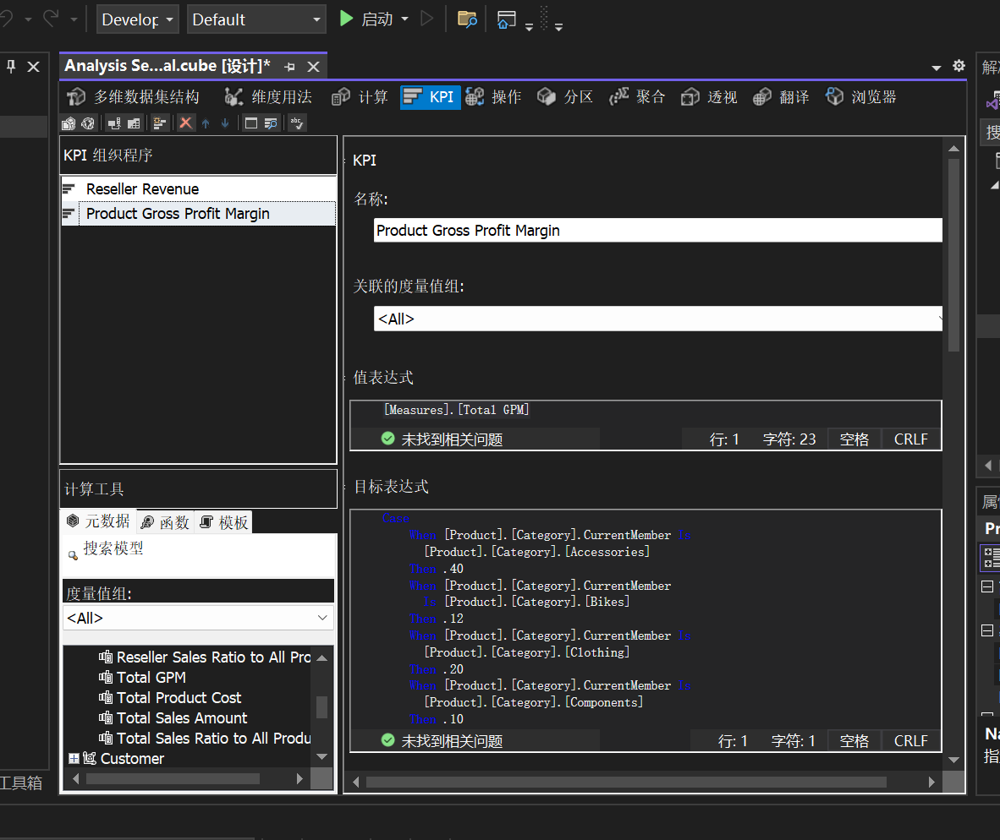 Develop
Default
启动
Analysis Se...al.cube [设计]*
解
多维数据集结构
维度用法
计算
KPI
操作
分区
聚合
透视
翻译
浏览器
abc
搜
KPI 组织程序
Reseller Revenue
Product Gross Profit Margin
KPI
名称:
Product Gross Profit Margin
关联的度量值组:
<All>
值表达式
[Measures].[Total GPM]
未找到相关问题
行: 1
字符: 23
空格
CRLF
目标表达式
Case
When [Product].[Category].CurrentMember Is
[Product].[Category].[Accessories]
Then .40
When [Product].[Category].CurrentMember
Is [Product].[Category].[Bikes]
Then .12
When [Product].[Category].CurrentMember Is
[Product].[Category].[Clothing]
Then .20
When [Product].[Category].CurrentMember Is
[Product].[Category].[Components]
Then .10
未找到相关问题
行: 1
字符: 1
空格
CRLF
计算工具
元数据
函数
模板
搜索模型
度量值组:
<All>
Reseller Sales Ratio to All Pro
Total GPM
Total Product Cost
Total Sales Amount
Total Sales Ratio to All Produ
Customer
工具箱
属
Pr
Na
指